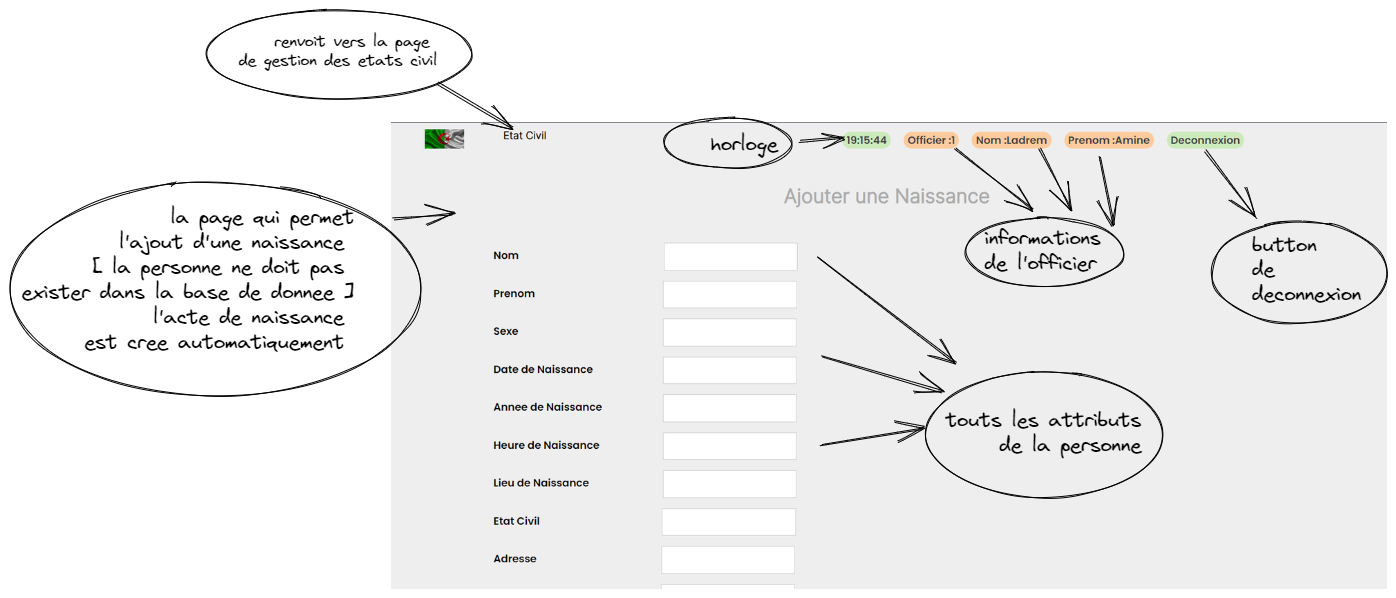 renvoit vers la page
de gestion des etats civil
Etat Civil
horloge
19:15:44
Officier :1
Nom :Ladrem
Prenom :Amine
Deconnexion
Ajouter une Naissance
la page qui permet
l'ajout d'une naissance
[ la personne ne doit pas
exister dans la base de donnee ]
l'acte de naissance
est cree automatiquement
informations
de l'officier
button
de
deconnexion
Nom
Prenom
Sexe
Date de Naissance
Annee de Naissance
Heure de Naissance
Lieu de Naissance
Etat Civil
Adresse
touts les attributs
de la personne